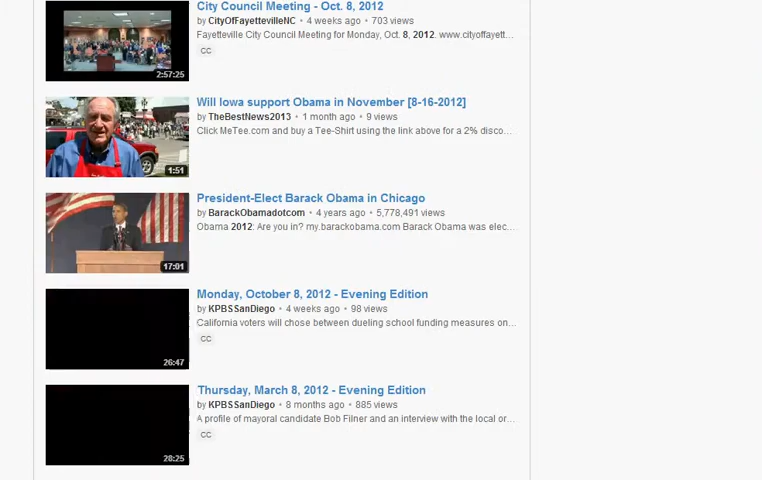 City Council Meeting - Oct. 8, 2012
by CityOfFayettevilleNC • 4 weeks ago • 703 views
Fayetteville City Council Meeting for Monday, Oct. 8, 2012. www.cityoffayett...
CC
2:57:25
Will Iowa support Obama in November [8-16-2012]
by TheBestNews2013 • 1 month ago • 9 views
Click MeTee.com and buy a Tee-Shirt using the link above for a 2% disco...
1:51
President-Elect Barack Obama in Chicago
by BarackObamadotcom • 4 years ago • 5,778,491 views
Obama 2012: Are you in? my.barackobama.com Barack Obama was elec...
17:01
Monday, October 8, 2012 - Evening Edition
by KPBSSanDiego • 4 weeks ago • 98 views
California voters will chose between dueling school funding measures on...
CC
26:47
Thursday, March 8, 2012 - Evening Edition
by KPBSSanDiego • 8 months ago • 885 views
A profile of mayoral candidate Bob Filner and an interview with the local or...
CC
28:25